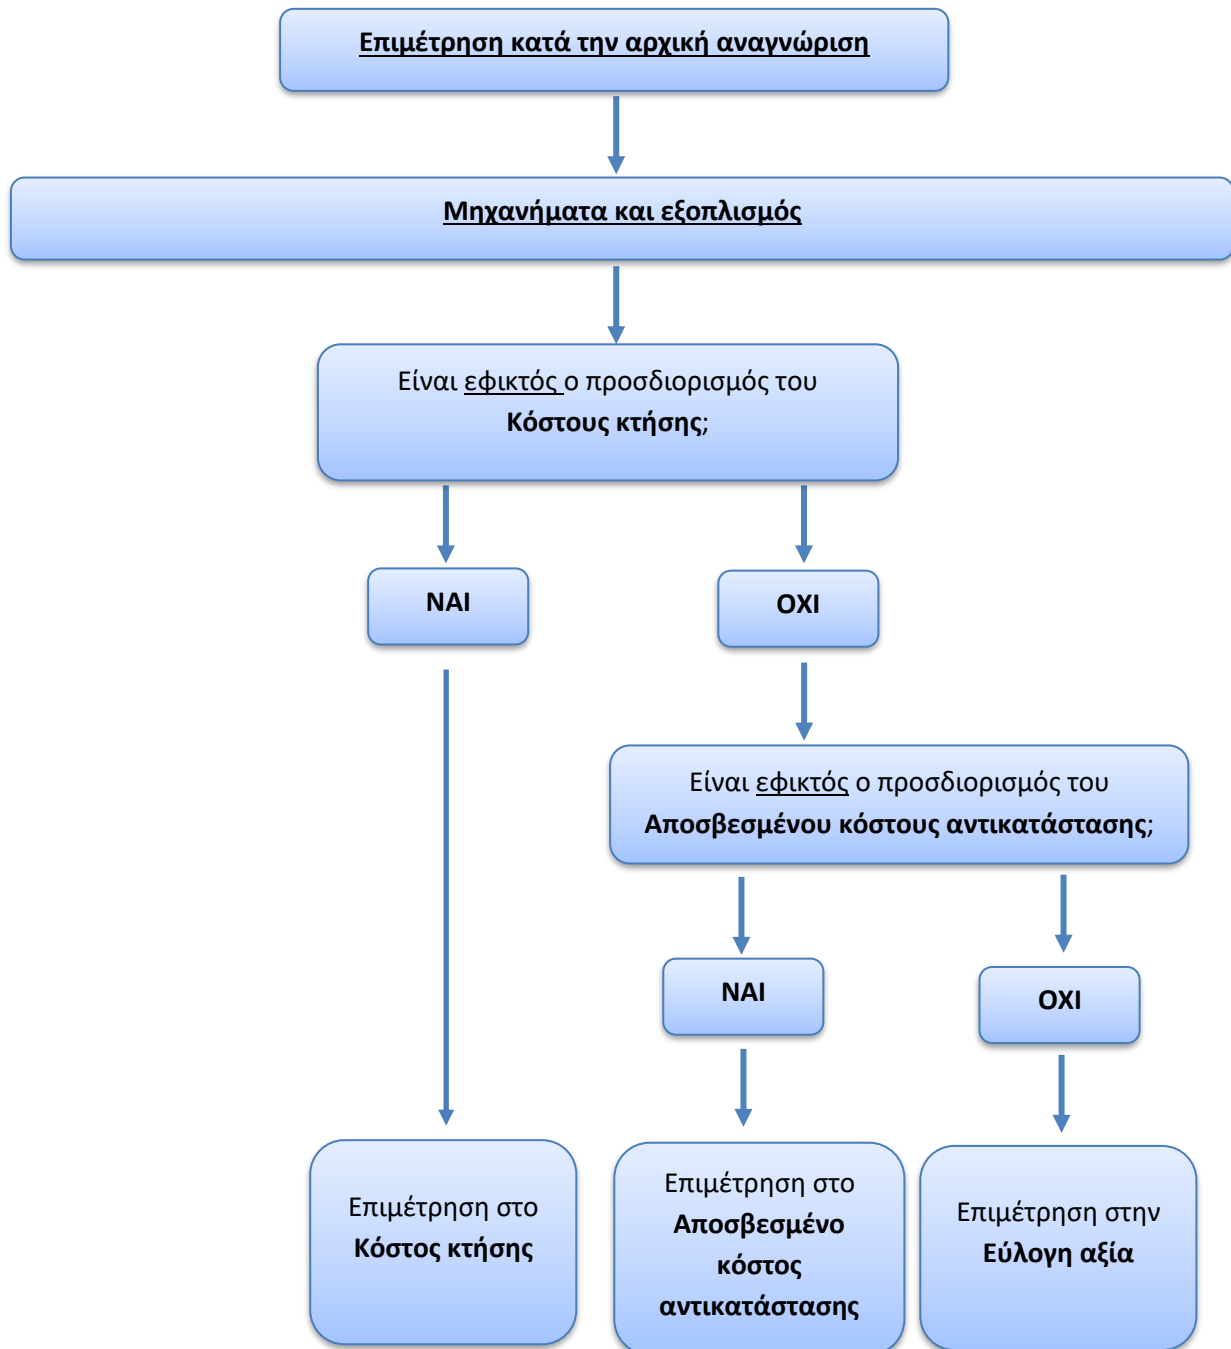 Επιμέτρηση κατά την αρχική αναγνώριση
Μηχανήματα και εξοπλισμός
Είναι εφικτός ο προσδιορισμός του
Κόστους κτήσης;
ΝΑΙ
ΟΧΙ
Είναι εφικτός ο προσδιορισμός του
Αποσβεσμένου κόστους αντικατάστασης;
ΝΑΙ
ΟΧΙ
Επιμέτρηση στο
Κόστος κτήσης
Επιμέτρηση στο
Αποσβεσμένο
κόστος
αντικατάστασης
Επιμέτρηση στην
Εύλογη αξία